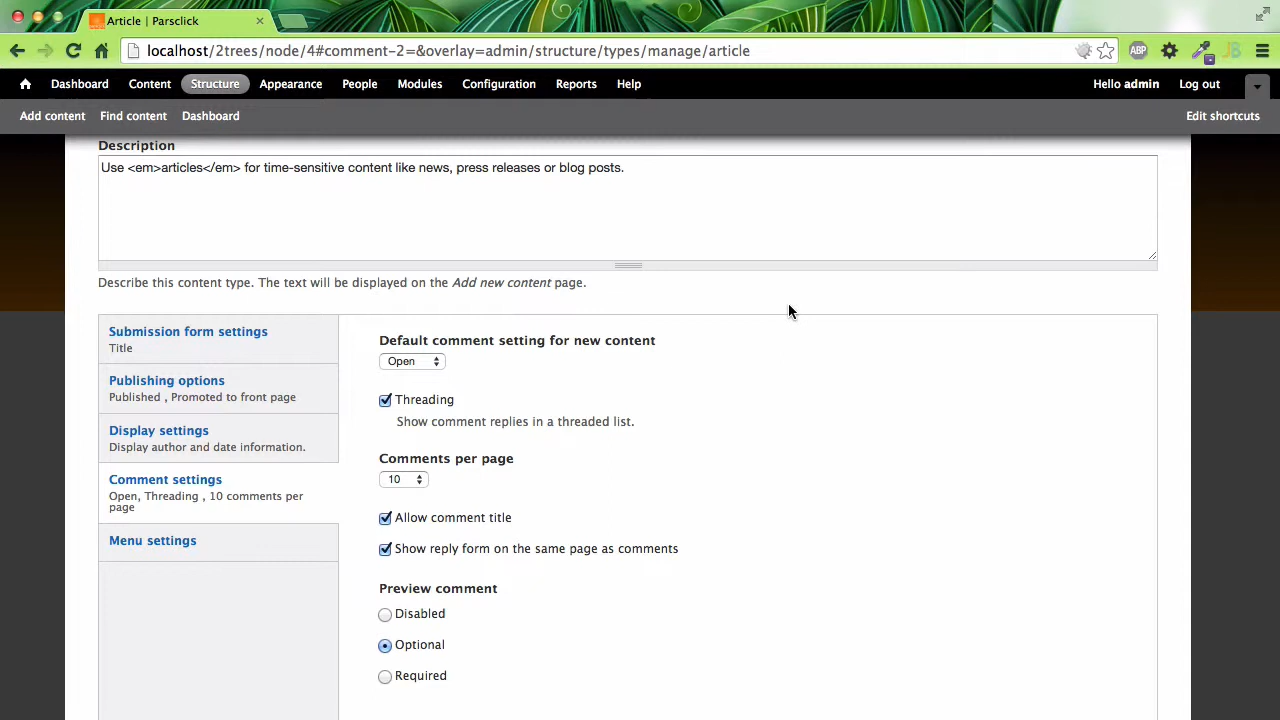 Article | Parsclick
localhost/2trees/node/4#comment-2=&overlay=admin/structure/types/manage/article
ABP
JB
Dashboard Content Structure Appearance People Modules Configuration Reports Help Hello admin Log out
Add content Find content Dashboard Edit shortcuts
Description
Use <em>articles</em> for time-sensitive content like news, press releases or blog posts.
Describe this content type. The text will be displayed on the Add new content page.
Submission form settings
Title
Publishing options
Published , Promoted to front page
Display settings
Display author and date information.
Comment settings
Open, Threading , 10 comments per
page
Menu settings
Default comment setting for new content
Open
Threading
Show comment replies in a threaded list.
Comments per page
10
Allow comment title
Show reply form on the same page as comments
Preview comment
Disabled
Optional
Required